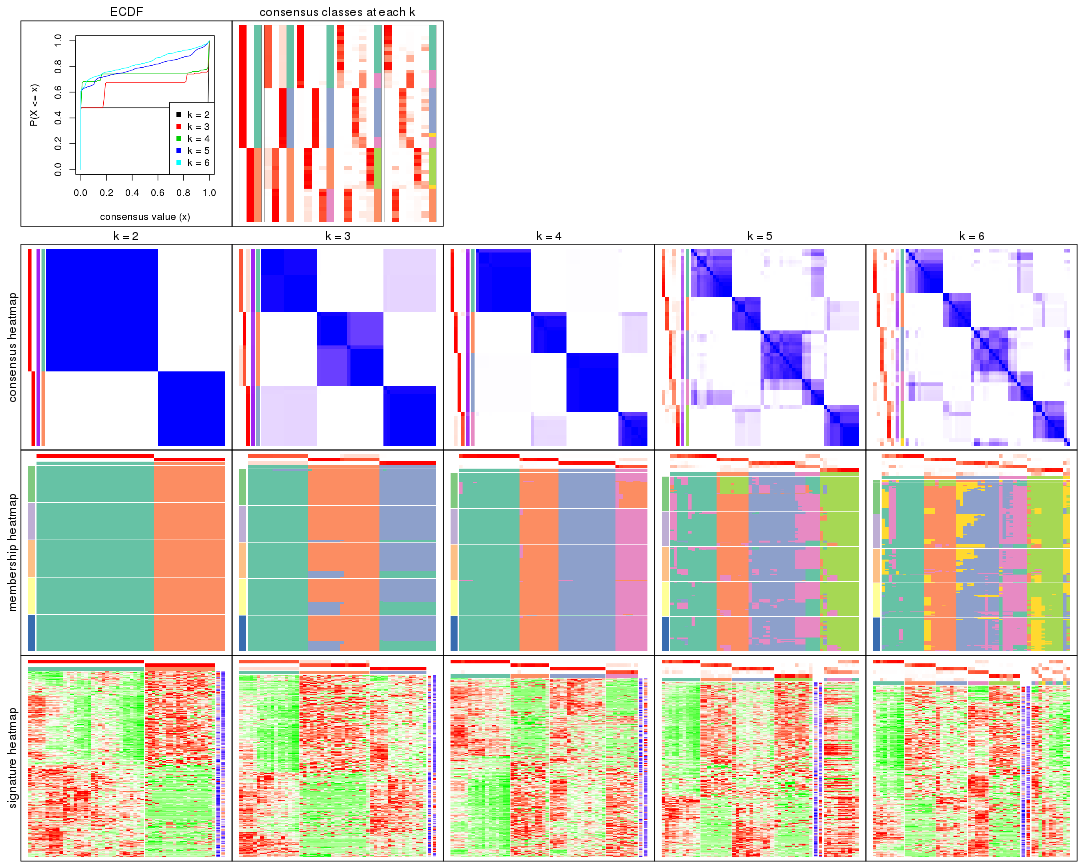 ECDF
consensus classes at each k
P(X <= x)
0.0 0.2 0.4 0.6 0.8 1.0
k = 2
k = 3
k = 4
k = 5
k = 6
0.0 0.2 0.4 0.6 0.8 1.0
consensus value (x)
k = 2
k = 3
k = 4
k = 5
k = 6
consensus heatmap
membership heatmap
signature heatmap